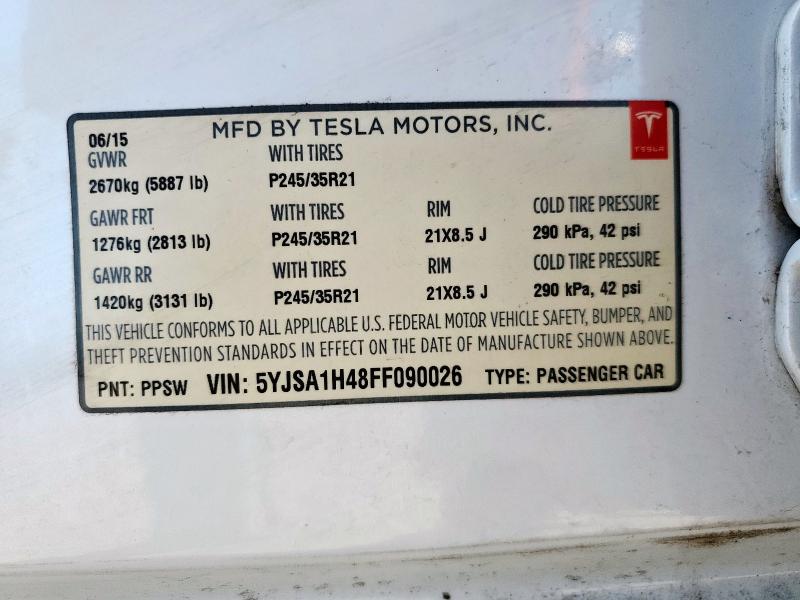 06/15 MFD BY TESLA MOTORS, INC.
TESLA
GVWR WITH TIRES
2670kg (5887 lb) P245/35R21
GAWR FRT WITH TIRES RIM COLD TIRE PRESSURE
1276kg (2813 lb) P245/35R21 21X8.5 J 290 kPa, 42 psi
GAWR RR WITH TIRES RIM COLD TIRE PRESSURE
1420kg (3131 lb) P245/35R21 21X8.5 J 290 kPa, 42 psi
THIS VEHICLE CONFORMS TO ALL APPLICABLE U.S. FEDERAL MOTOR VEHICLE SAFETY, BUMPER, AND
THEFT PREVENTION STANDARDS IN EFFECT ON THE DATE OF MANUFACTURE SHOWN ABOVE.
PNT: PPSW VIN: 5YJSA1H48FF090026 TYPE: PASSENGER CAR